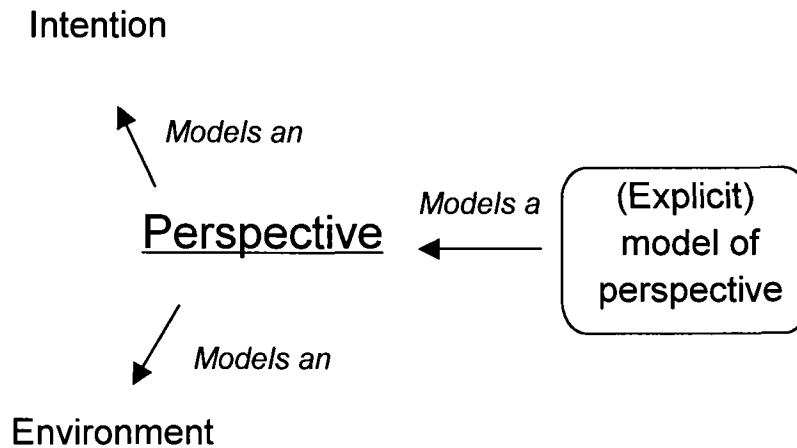 Intention
Models an
Perspective
Models a
(Explicit)
model of
perspective
Models an
Environment